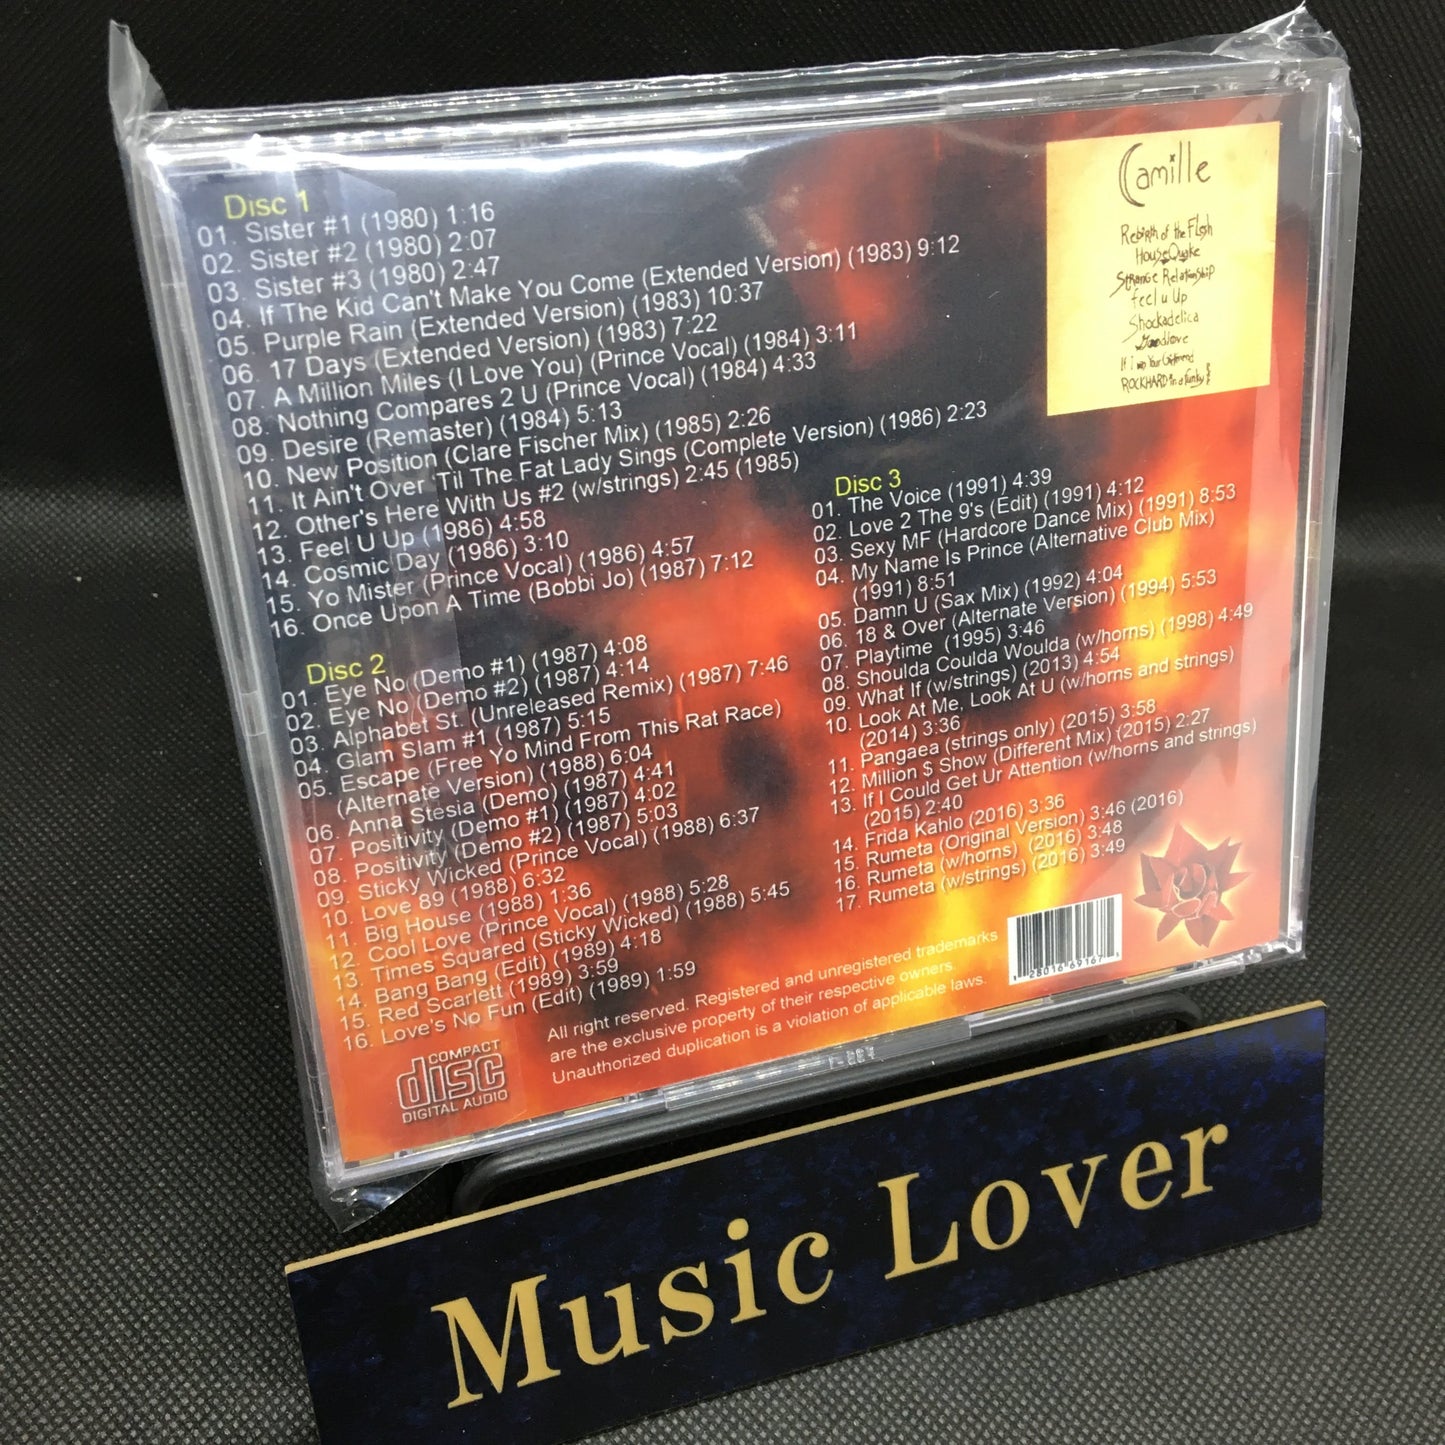 Disc 1
01. Sister #1 (1980) 1:16
02. Sister #2 (1980) 2:07
03. Sister #3 (1980) 2:47
04. If The Kid Can't Make You Come (Extended Version) (1983) 9:12
05. Purple Rain (Extended Version) (1983) 10:37
06. 17 Days (Extended Version) (1983) 7:22
07. A Million Miles (I Love You) (Prince Vocal) (1984) 3:11
08. Nothing Compares 2 U (Prince Vocal) (1984) 4:33
09. Desire (Remaster) (1984) 5:13
10. New Position (Clare Fischer Mix) (1985) 2:26
11. It Ain't Over 'Til The Fat Lady Sings (Complete Version) (1986) 2:23
12. Other's Here With Us #2 (w/strings) 2:45 (1985)
13. Feel U Up (1986) 4:58
14. Cosmic Day (1986) 3:10
15. Yo Mister (Prince Vocal) (1986) 4:57
16. Once Upon A Time (Bobbi Jo) (1987) 7:12
Disc 2
01. Eye No (Demo #1) (1987) 4:08
02. Eye No (Demo #2) (1987) 4:14
03. Alphabet St. (Unreleased Remix) (1987) 7:46
04. Glam Slam #1 (1987) 5:15
05. Escape (Free Yo Mind From This Rat Race)
(Alternate Version) (1988) 6:04
06. Anna Stesia (Demo) (1987) 4:41
07. Positivity (Demo #1) (1987) 4:02
08. Positivity (Demo #2) (1987) 5:03
09. Sticky Wicked (Prince Vocal) (1988) 6:37
10. Love 89 (1988) 6:32
11. Big House (1988) 1:36
12. Cool Love (Prince Vocal) (1988) 5:28
13. Times Squared (Sticky Wicked) (1988) 5:45
14. Bang Bang (Edit) (1989) 4:18
15. Red Scarlett (1989) 3:59
16. Love's No Fun (Edit) (1989) 1:59
Camille
Rebirth of the Flesh
HouseQuake
Strange Relationship
feel u Up
Shockadelica
Goodlove
If i was Your Girlfriend
ROCKHARD in a funky
Disc 3
01. The Voice (1991) 4:39
02. Love 2 The 9's (Edit) (1991) 4:12
03. Sexy MF (Hardcore Dance Mix) (1991) 8:53
04. My Name Is Prince (Alternative Club Mix)
(1991) 8:51
05. Damn U (Sax Mix) (1992) 4:04
06. 18 & Over (Alternate Version) (1994) 5:53
07. Playtime (1995) 3:46
08. Shoulda Coulda Woulda (w/horns) (1998) 4:49
09. What If (w/strings) (2013) 4:54
10. Look At Me, Look At U (w/horns and strings)
(2014) 3:36
11. Pangaea (strings only) (2015) 3:58
12. Million $ Show (Different Mix) (2015) 2:27
13. If I Could Get Ur Attention (w/horns and strings)
(2015) 2:40
14. Frida Kahlo (2016) 3:36
15. Rumeta (Original Version) 3:46 (2016)
16. Rumeta (w/horns) (2016) 3:48
17. Rumeta (w/strings) (2016) 3:49
COMPACT
disc
DIGITAL AUDIO
All right reserved. Registered and unregistered trademarks
are the exclusive property of their respective owners.
Unauthorized duplication is a violation of applicable laws.
Music Lover